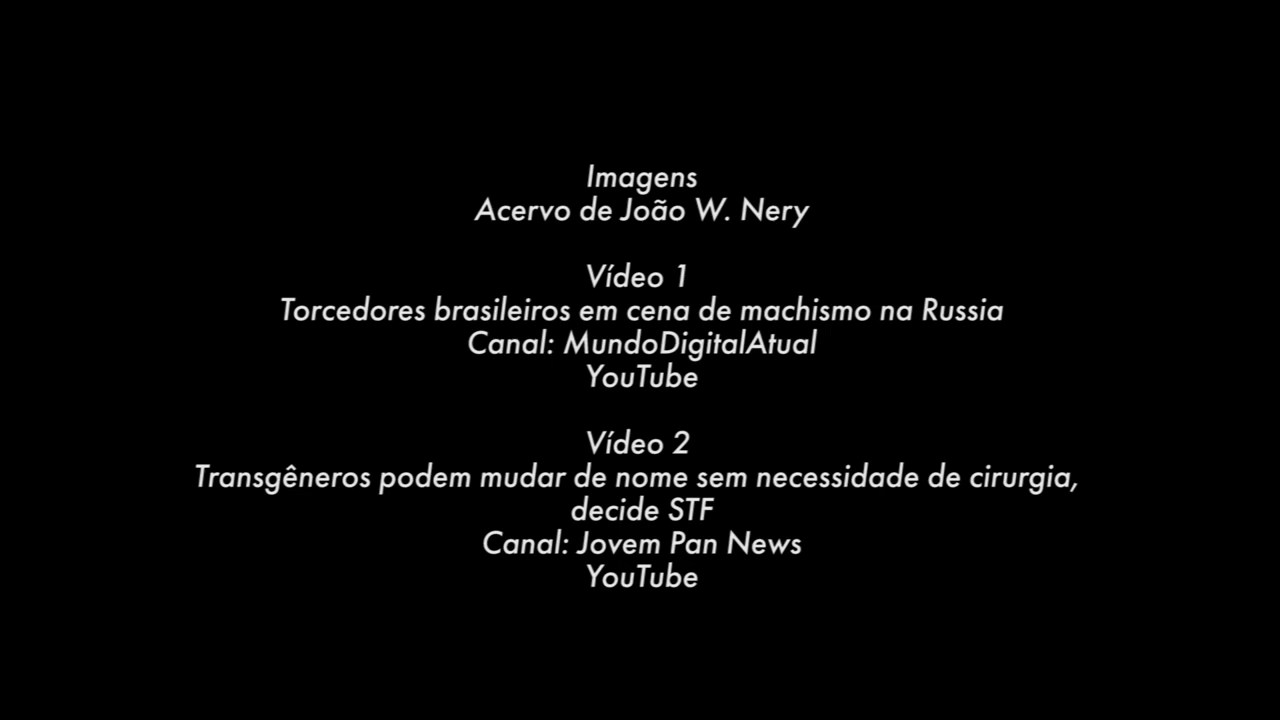 Imagens
Acervo de João W. Nery
Vídeo 1
Torcedores brasileiros em cena de machismo na Russia
Canal: MundoDigitalAtual
YouTube
Vídeo 2
Transgêneros podem mudar de nome sem necessidade de cirurgia,
decide STF
Canal: Jovem Pan News
YouTube